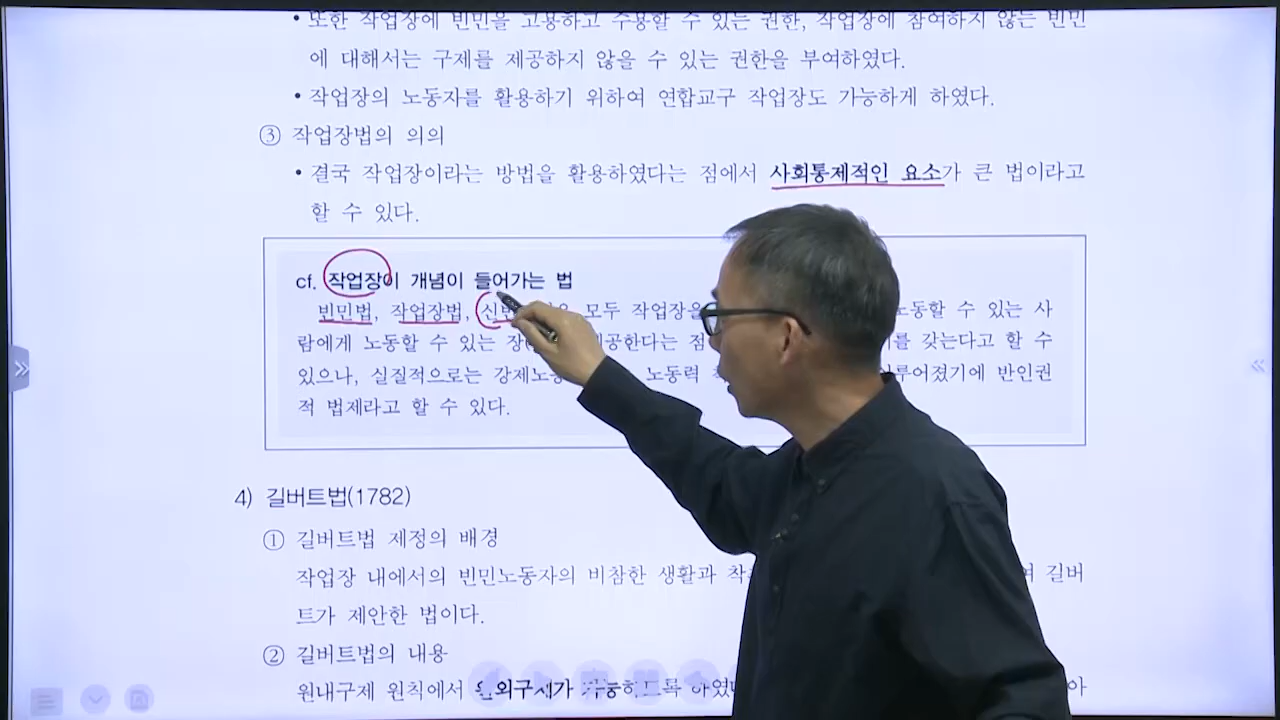 • 또한 작업장에 빈민을 고용하고 수용할 수 있는 권한, 작업장에 참여하지 않는 빈민
에 대해서는 구제를 제공하지 않을 수 있는 권한을 부여하였다.
• 작업장의 노동자를 활용하기 위하여 연합교구 작업장도 가능하게 하였다.
③ 작업장법의 의의
• 결국 작업장이라는 방법을 활용하였다는 점에서 사회통제적인 요소가 큰 법이라고
할 수 있다.
cf. 작업장이 개념이 들어가는 법
빈민법, 작업장법, 모두 작업장을 노동할 수 있는 사
람에게 노동할 수 있는 점 를 갖는다고 할 수
있으나, 실질적으로는 노동력 반인권
적 법제라고 할 수 있다.
4) 길버트법(1782)
① 길버트법 제정의 배경
작업장 내에서의 빈민노동자의 비참한 생활과 길버
트가 제안한 법이다.
② 길버트법의 내용
원내구제 원칙에서